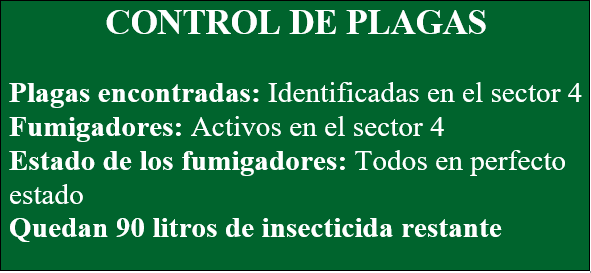 CONTROL DE PLAGAS
Plagas encontradas: Identificadas en el sector 4
Fumigadores: Activos en el sector 4
Estado de los fumigadores: Todos en perfecto
estado
Quedan 90 litros de insecticida restante